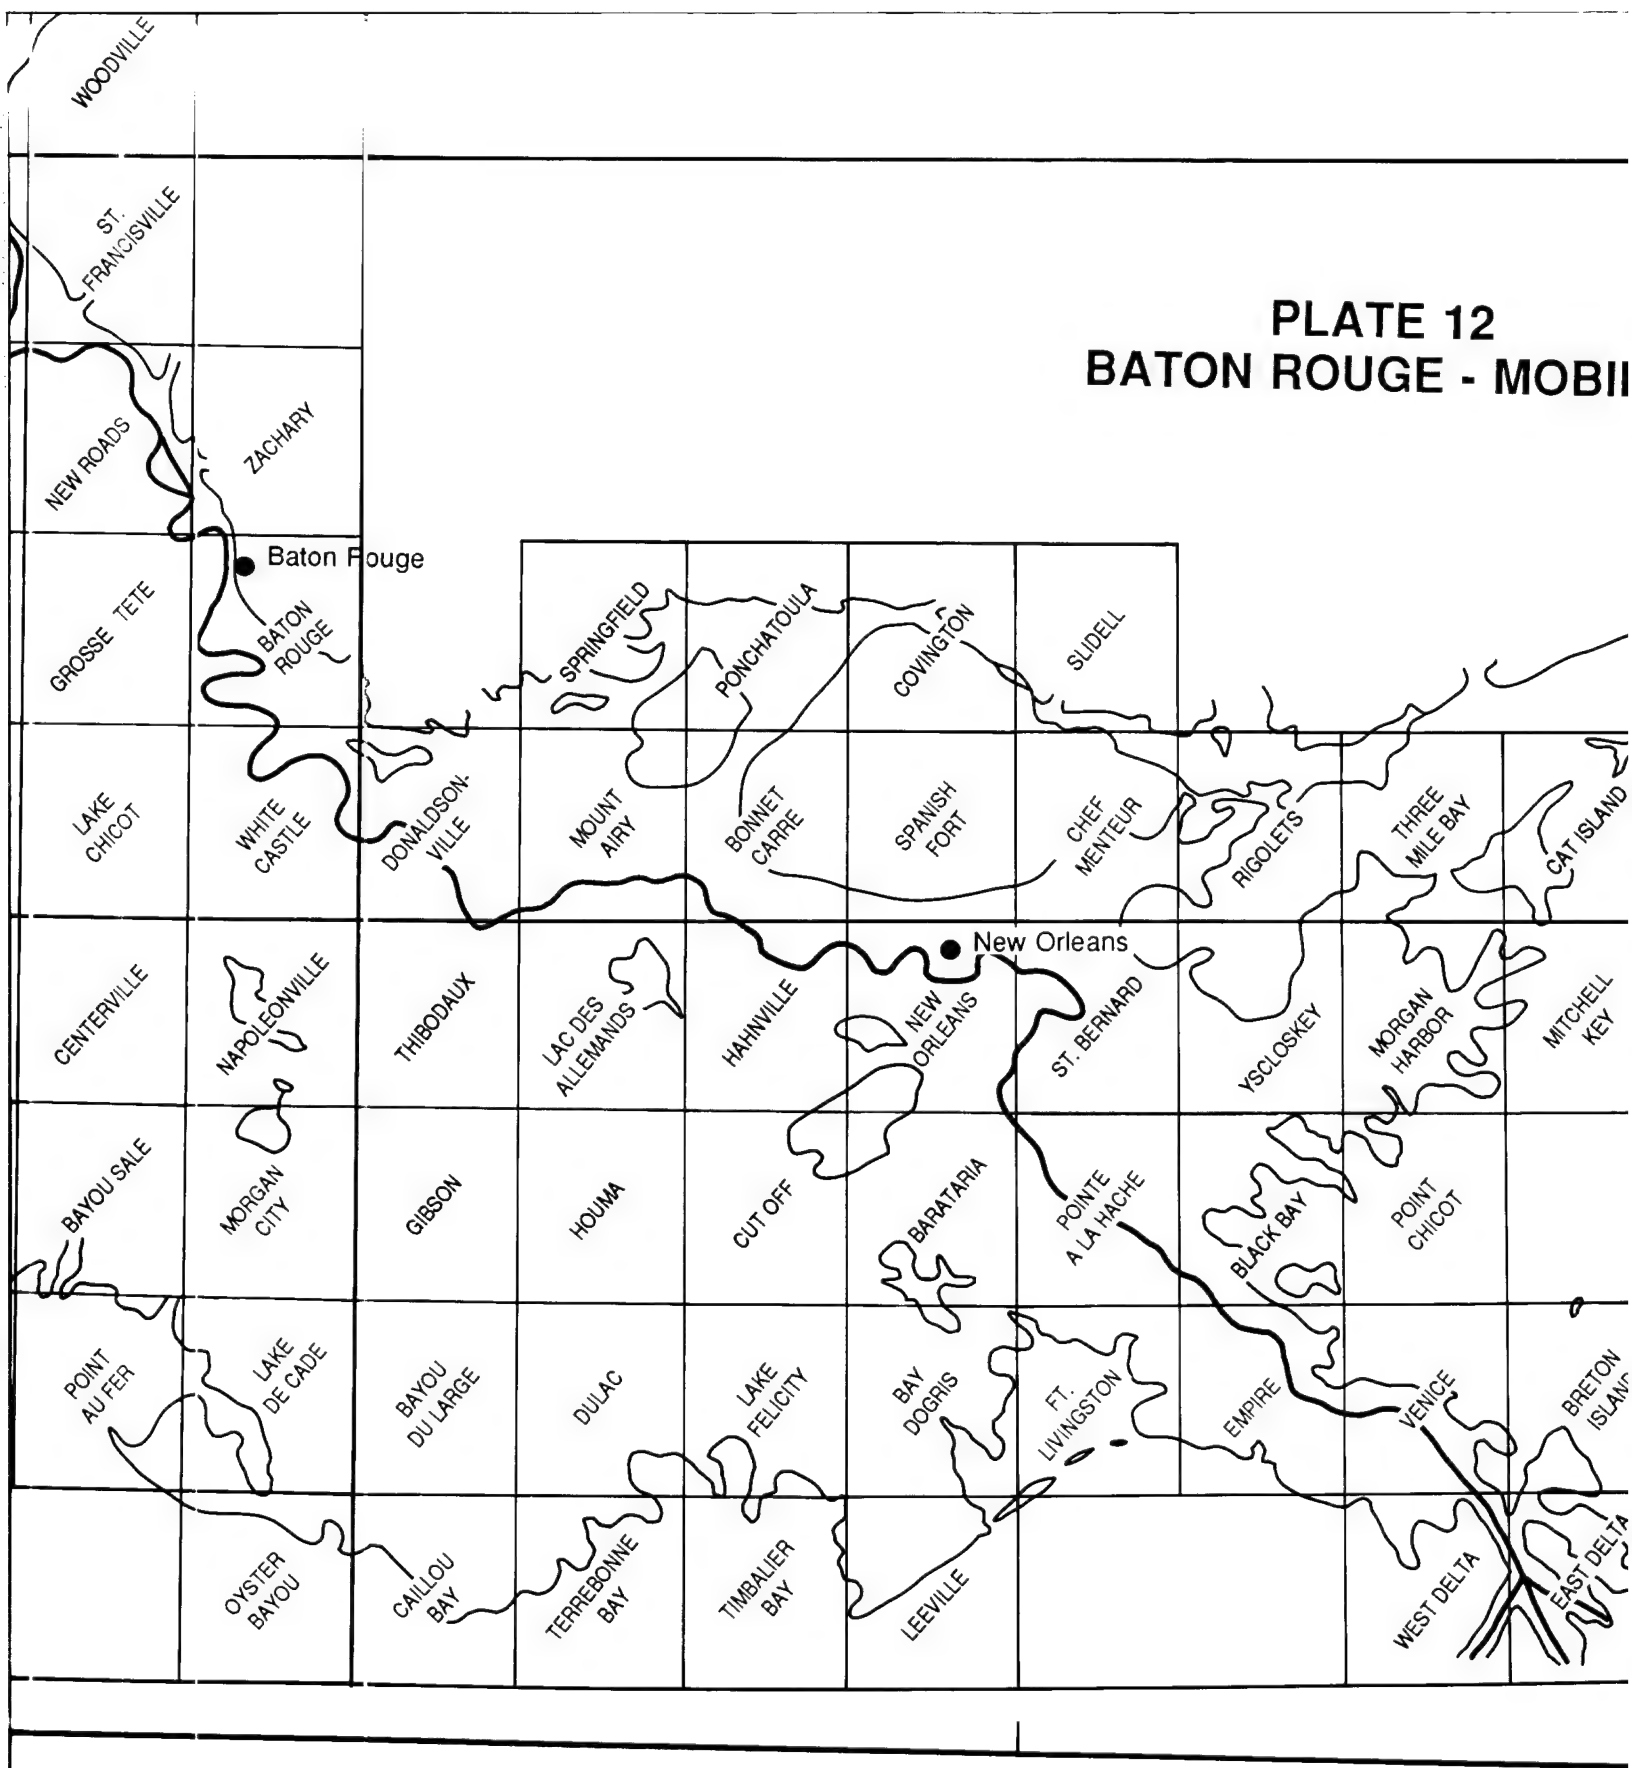 WOODVILLE
ST.
FRANCISVILLE
PLATE 12
BATON ROUGE - MOBI
NEW ROADS
ZACHARY
Baton Rouge
GROSSE TETE
BATON
ROUGE
SPRINGFIELD
PONCHATOULA
COVINGTON
SLIDELL
LAKE
CHICOT
WHITE
CASTLE
DONALDSON-
VILLE
MOUNT
AIRY
BONNET
CARRE
SPANISH
FORT
CHEF
MENTEUR
RIGOLETS
THREE
MILE BAY
CAT ISLAND
New Orleans
CENTERVILLE
NAPOLEONVILLE
THIBODAUX
LAC DES
ALLEMANDS
HAHNVILLE
NEW
ORLEANS
ST. BERNARD
YSCLOSKEY
MORGAN
HARBOR
MITCHELL
KEY
BAYOU SALE
MORGAN
CITY
GIBSON
HOUMA
CUT OFF
BARATARIA
POINTE
A LA HACHE
BLACK BAY
POINT
CHICOT
POINT
AU FER
LAKE
DE CADE
BAYOU
DU LARGE
DULAC
LAKE
FELICITY
BAY
DOGRIS
FT.
LIVINGSTON
EMPIRE
VENICE
BRETON
ISLAND
OYSTER
BAYOU
CAILLOU
BAY
TERREBONNE
BAY
TIMBALIER
BAY
LEEVILLE
WEST DELTA
EAST DELTA